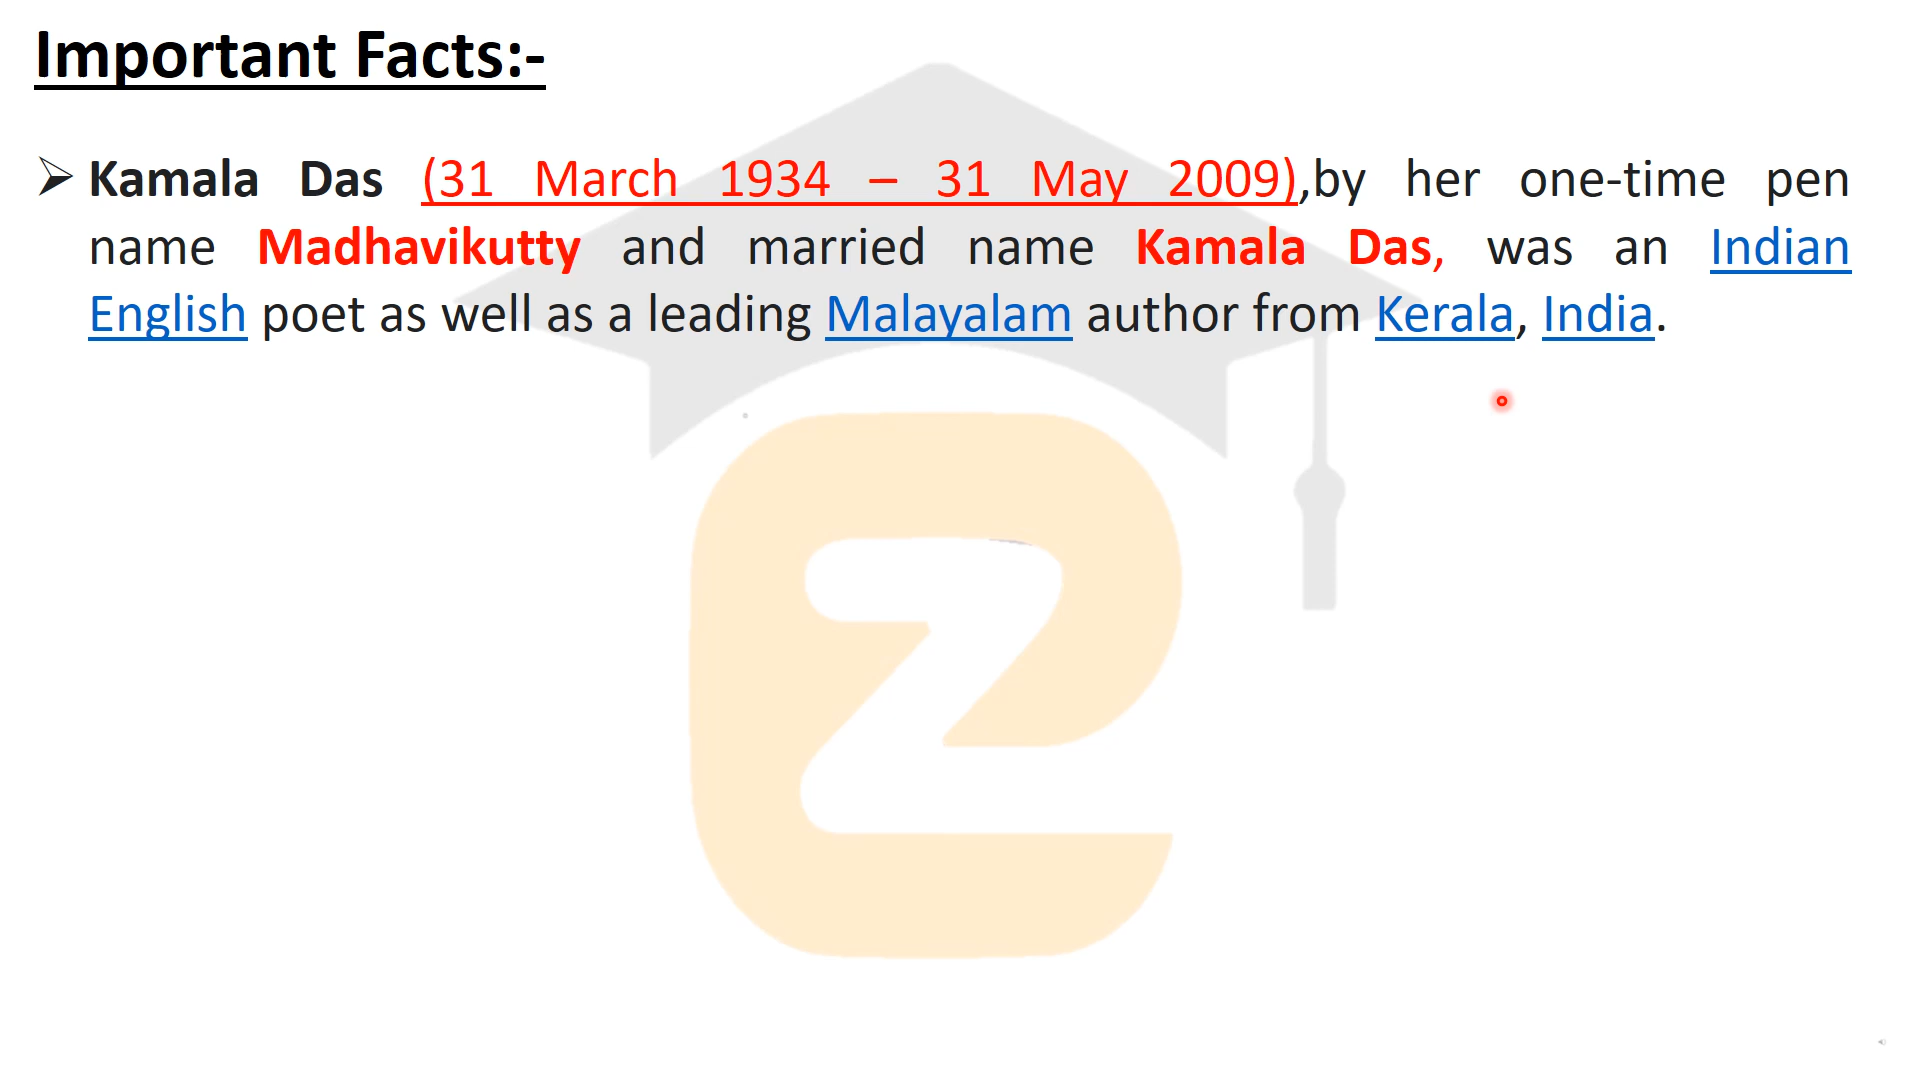 Important Facts:-
➢ Kamala Das (31 March 1934 – 31 May 2009),by her one-time pen
name Madhavikutty and married name Kamala Das, was an Indian
English poet as well as a leading Malayalam author from Kerala, India.